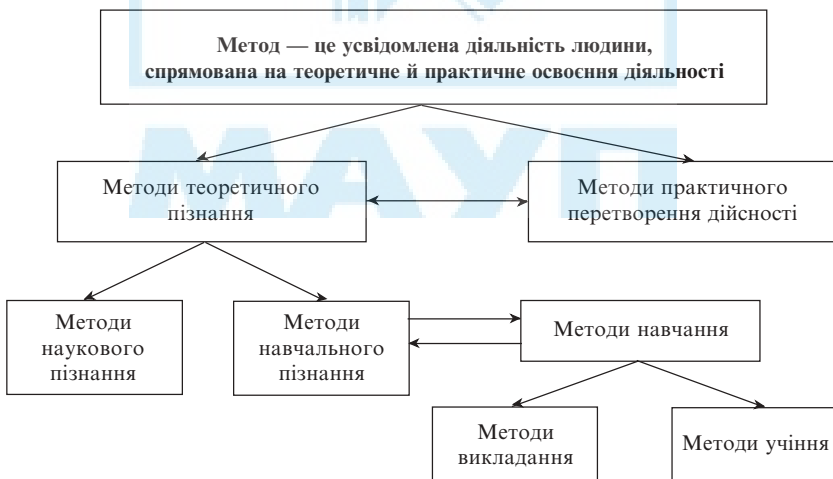 Метод — це усвідомлена діяльність людини,
спрямована на теоретичне й практичне освоєння діяльності
МАУП
Методи теоретичного
пізнання
Методи практичного
перетворення дійсності
Методи
наукового
пізнання
Методи
навчального
пізнання
Методи навчання
Методи
викладання
Методи учіння